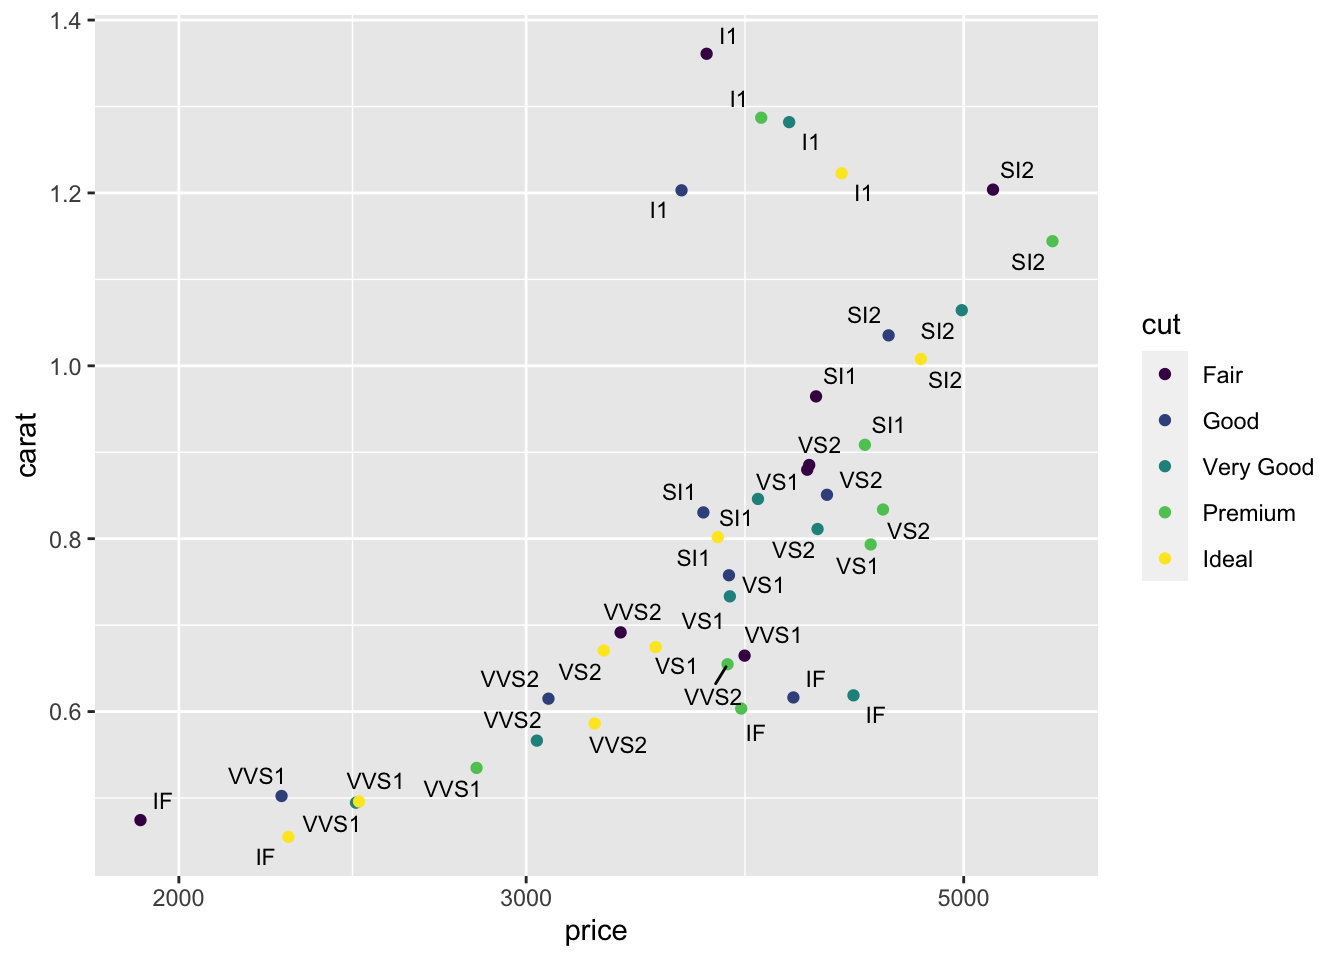 1.4
I1
I1
I1
SI2
1.2
I1
I1
SI2
SI2
SI2
1.0
SI1
SI2
SI1
VS2
VS1
VS2
SI1
SI1
VS2
0.8
VS2
SI1
VS1
VS1
VVS2
VS1
VVS1
VS1
VS2
VVS2
IF
VVS2
0.6
VVS2
IF
IF
VVS2
VVS1
VVS1
VVS1
IF
VVS1
IF
2000
3000
5000
price
carat
cut
Fair
Good
Very Good
Premium
Ideal